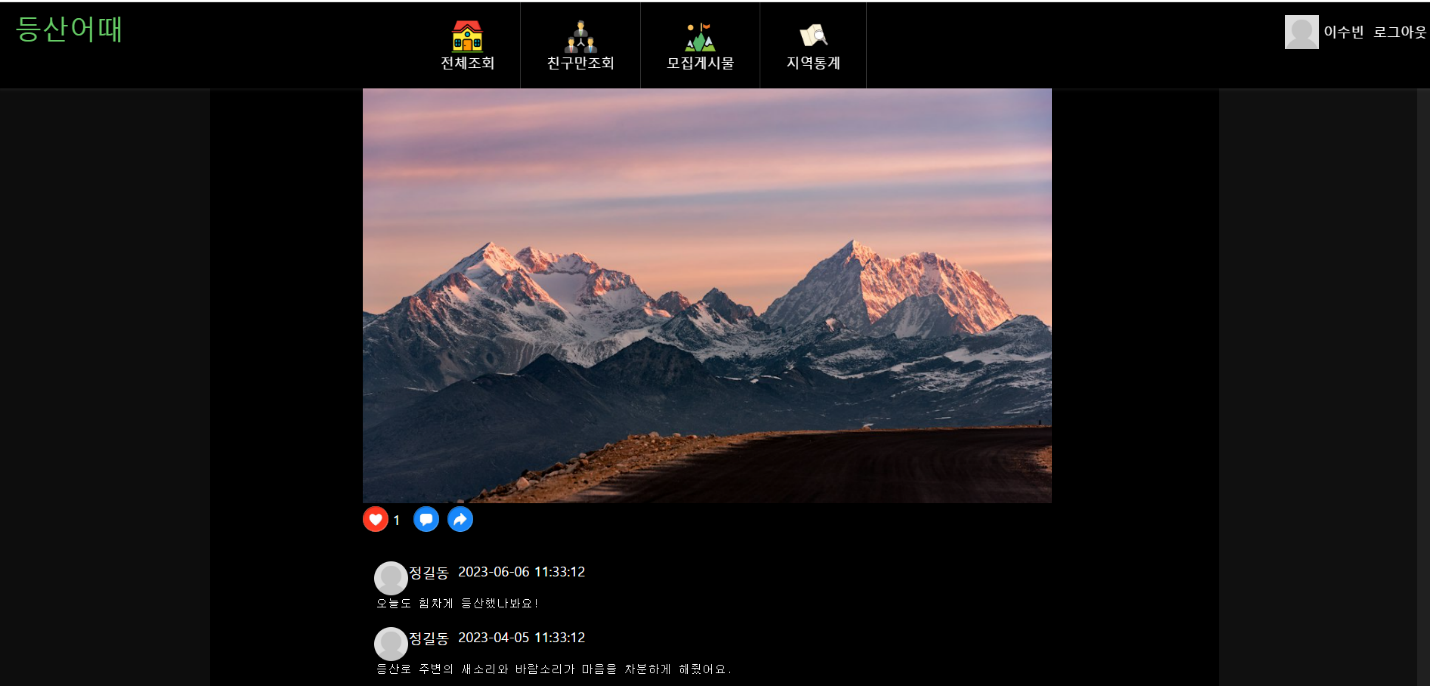 등산어때
전체조회
친구만조회
모집게시물
지역통계
이수빈 로그아웃
1
정길동 2023-06-06 11:33:12
오늘도 힘차게 등산했나봐요!
정길동 2023-04-05 11:33:12
등산로 주변의 새소리와 바람소리가 마음을 차분하게 해줬어요.